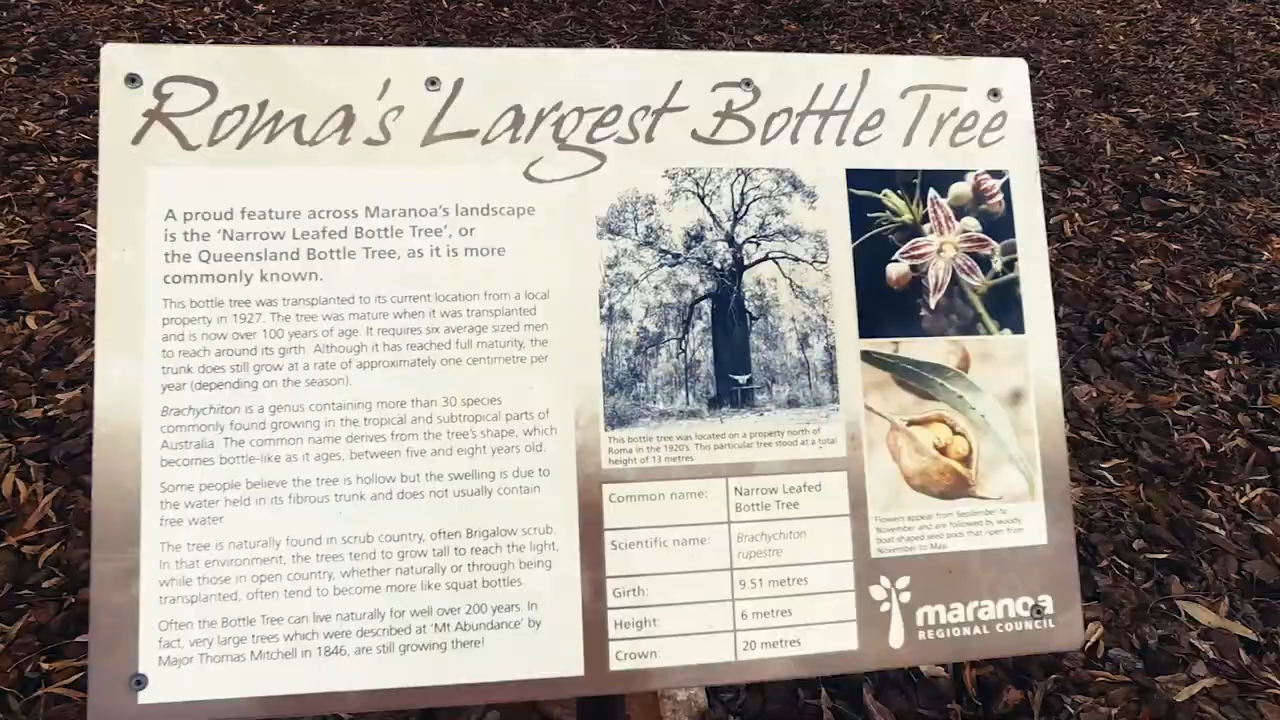 Roma's Largest Bottle Tree
A proud feature across Maranoa's landscape
is the 'Narrow Leafed Bottle Tree', or
the Queensland Bottle Tree, as it is more
commonly known.
This bottle tree was transplanted to its current location from a local
property in 1927. The tree was mature when it was transplanted
and is now over 100 years of age. It requires six average sized men
to reach around its girth. Although it has reached full maturity, the
trunk does still grow at a rate of approximately one centimetre per
year (depending on the season).
Brachychiton is a genus containing more than 30 species
commonly found growing in the tropical and subtropical parts of
Australia. The common name derives from the tree's shape, which
becomes bottle-like as it ages, between five and eight years old.
Some people believe the tree is hollow but the swelling is due to
the water held in its fibrous trunk and does not usually contain
free water.
The tree is naturally found in scrub country, often Brigalow scrub.
In that environment, the trees tend to grow tall to reach the light,
while those in open country, whether naturally or through being
transplanted, often tend to become more like squat bottles.
Often the Bottle Tree can live naturally for well over 200 years. In
fact, very large trees which were described at 'Mt Abundance' by
Major Thomas Mitchell in 1846, are still growing there!
This bottle tree was located on a property north of
Roma in the 1920's. This particular tree stood at a total
height of 13 metres.
Common name: Narrow Leafed
Bottle Tree
Scientific name: Brachychiton
rupestre
Girth: 9.51 metres
Height: 6 metres
Crown: 20 metres
Flowers appear from September to
November and are followed by woody,
boat-shaped seed pods that ripen from
November to May.
maranoa
REGIONAL COUNCIL